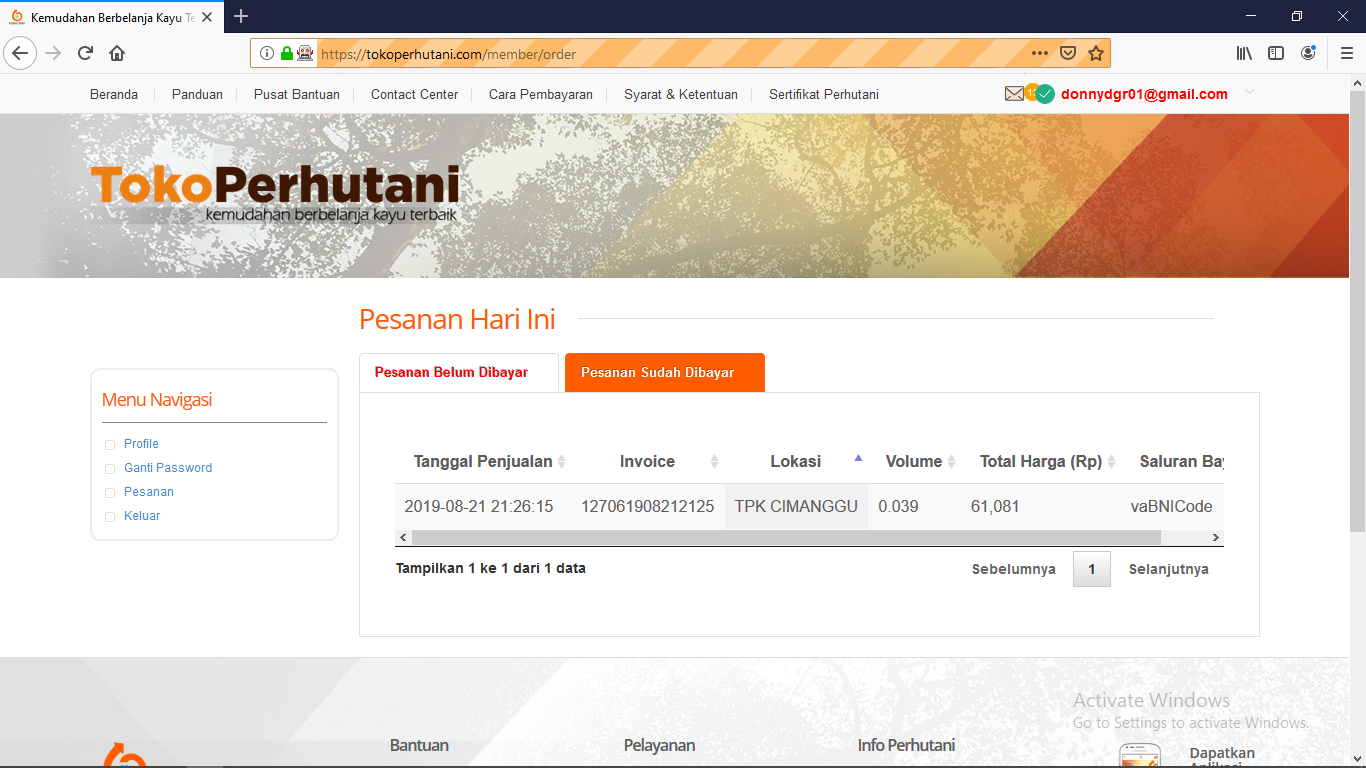 Kemudahan Berbelanja Kayu Te
https://tokoperhutani.com/member/order
Beranda Panduan Pusat Bantuan Contact Center Cara Pembayaran Syarat & Ketentuan Sertifikat Perhutani donnydgr01@gmail.com
TokoPerhutani
kemudahan berbelanja kayu terbaik
Pesanan Hari Ini
Pesanan Belum Dibayar Pesanan Sudah Dibayar
Menu Navigasi
Profile
Ganti Password
Pesanan
Keluar
Tanggal Penjualan Invoice Lokasi Volume Total Harga (Rp) Saluran Bay
2019-08-21 21:26:15 127061908212125 TPK CIMANGGU 0.039 61,081 vaBNICode
Tampilkan 1 ke 1 dari 1 data
Sebelumnya 1 Selanjutnya
Activate Windows
Go to Settings to activate Windows.
Bantuan Pelayanan Info Perhutani
Dapatkan
Aplikasi